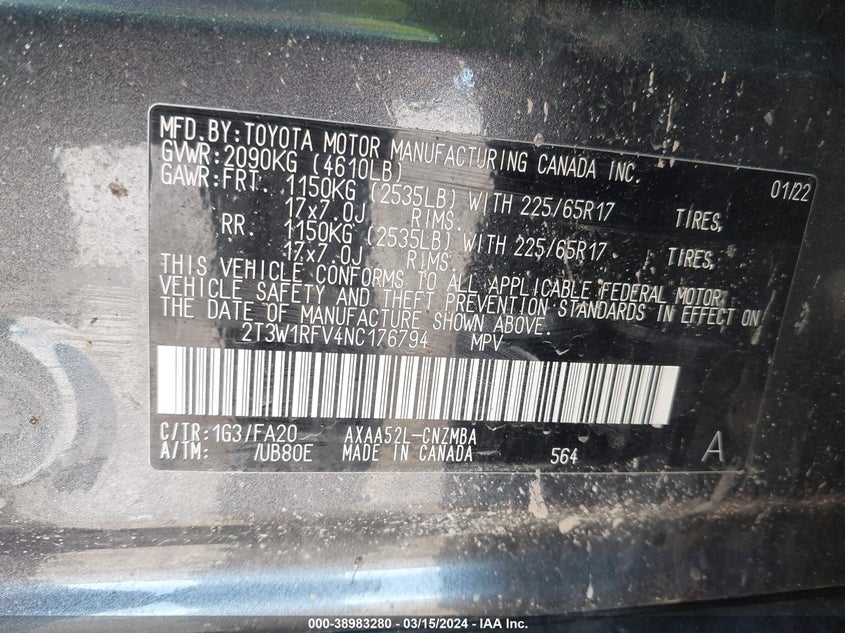 MFD.BY:TOYOTA MOTOR MANUFACTURING CANADA INC.
GVWR:2090KG (4610LB) 01/22
GAWR:FRT. 1150KG (2535LB) WITH 225/65R17 TIRES,
17x7.0J RIMS.
RR. 1150KG (2535LB) WITH 225/65R17 TIRES,
17x7.0J RIMS.
THIS VEHICLE CONFORMS TO ALL APPLICABLE FEDERAL MOTOR
VEHICLE SAFETY AND THEFT PREVENTION STANDARDS IN EFFECT ON
THE DATE OF MANUFACTURE SHOWN ABOVE.
2T3W1RFV4NC176794 MPV
C/TR:1G3/FA20 AXAA52L-CNZMBA
A/TM: /UB80E MADE IN CANADA 564 A
000-38983280 - 03/15/2024 - IAA Inc.